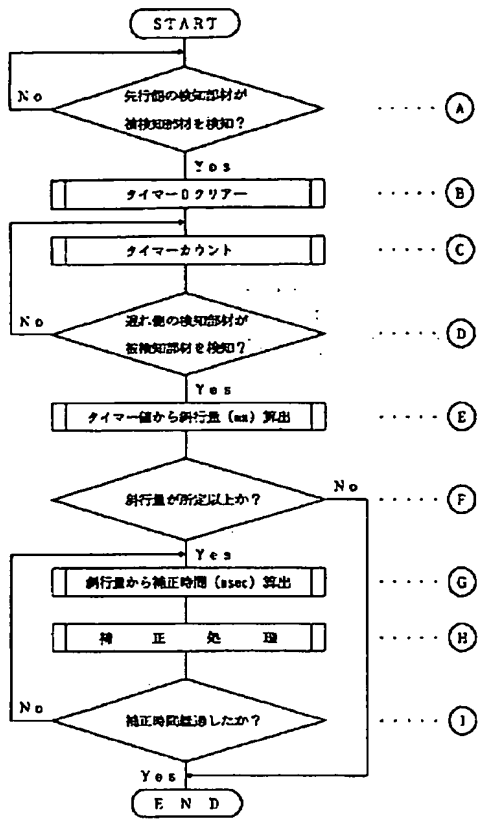 START
先行側の検知部材が
被検知部材を検知?
No
A
Yes
タイマー0クリアー
B
タイマーカウント
C
遅れ側の検知部材が
被検知部材を検知?
No
D
Yes
タイマー値から斜行量(mm)算出
E
斜行量が所定以上か?
No
F
Yes
斜行量から補正時間(msec)算出
G
補正処理
H
補正時間経過したか?
No
I
Yes
END